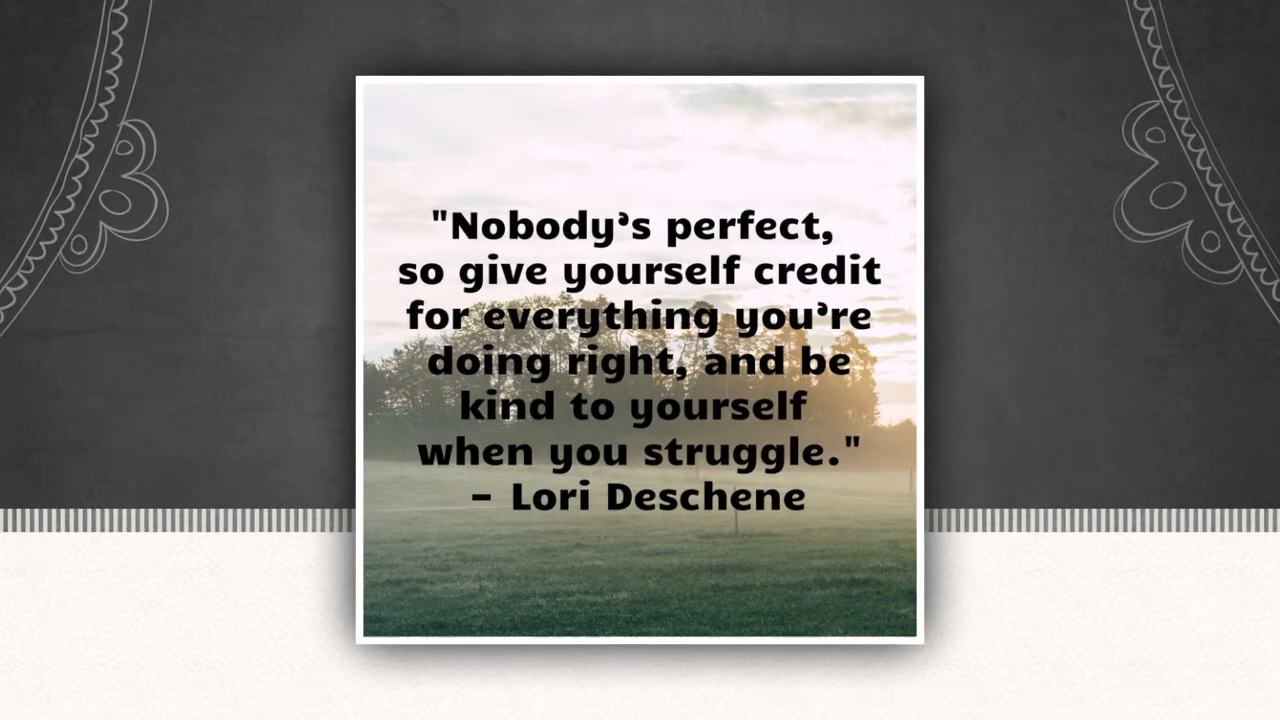 "Nobody’s perfect,
so give yourself credit
for everything you’re
doing right, and be
kind to yourself
when you struggle."
– Lori Deschene